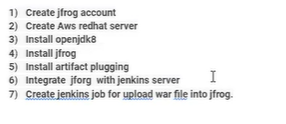 1) Create jfrog account
2) Create Aws redhat server
3) Install openjdk8
4) Install jfrog
5) Install artifact plugging
6) Integrate jforg with jenkins server
7) Create jenkins job for upload war file into jfrog.